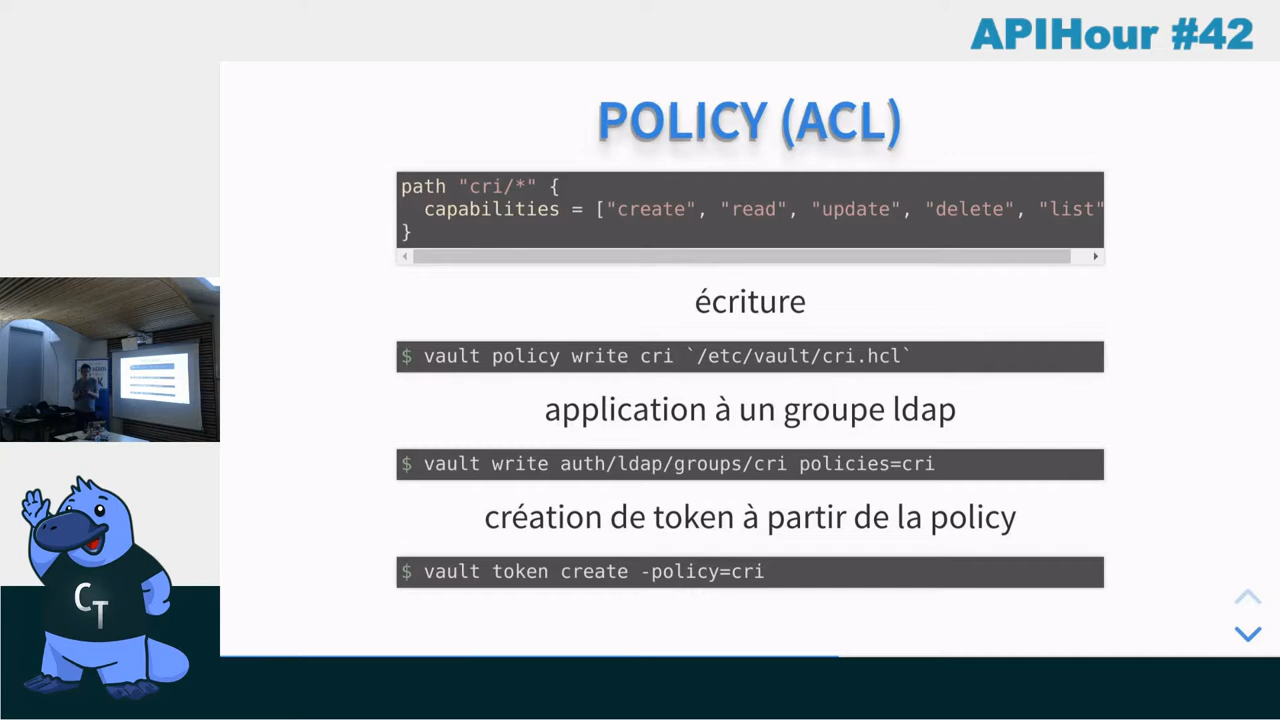 APIHour #42
POLICY (ACL)
path "cri/*" {
capabilities = ["create", "read", "update", "delete", "list"
}
écriture
$ vault policy write cri `/etc/vault/cri.hcl`
application à un groupe ldap
$ vault write auth/ldap/groups/cri policies=cri
création de token à partir de la policy
$ vault token create -policy=cri
CT